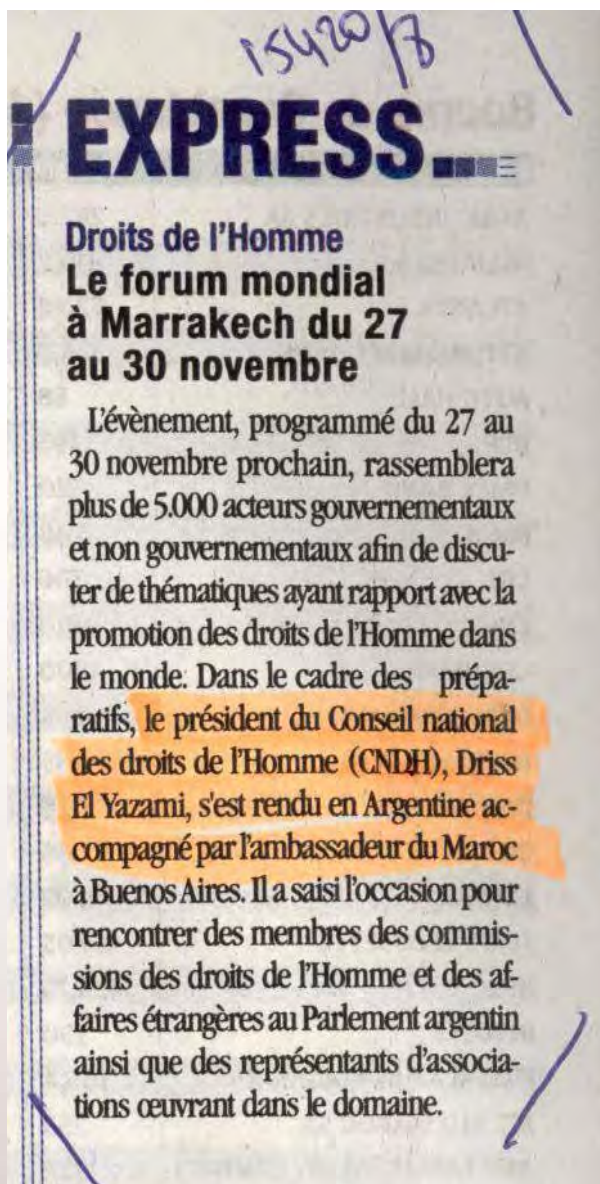 15420/8
EXPRESS
Droits de l'Homme
Le forum mondial
à Marrakech du 27
au 30 novembre
L'évènement, programmé du 27 au
30 novembre prochain, rassemblera
plus de 5.000 acteurs gouvernementaux
et non gouvernementaux afin de discu-
ter de thématiques ayant rapport avec la
promotion des droits de l'Homme dans
le monde. Dans le cadre des prépa-
ratifs, le président du Conseil national
des droits de l'Homme (CNDH), Driss
El Yazami, s'est rendu en Argentine ac-
compagné par l'ambassadeur du Maroc
à Buenos Aires. Il a saisi l'occasion pour
rencontrer des membres des commis-
sions des droits de l'Homme et des af-
faires étrangères au Parlement argentin
ainsi que des représentants d'associa-
tions œuvrant dans le domaine.